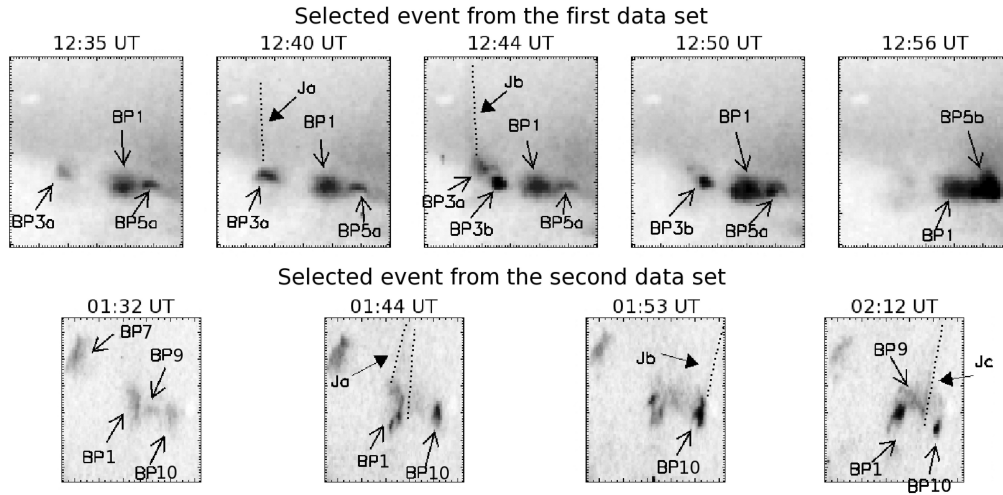 Selected event from the first data set
12:35 UT 12:40 UT 12:44 UT 12:50 UT 12:56 UT
BP1 BP3a BP5a
Ja BP1 BP3a BP5a
Jb BP1 BP3a BP3b BP5a
BP1 BP3b BP5a
BP5b BP1
Selected event from the second data set
01:32 UT 01:44 UT 01:53 UT 02:12 UT
BP7 BP9 BP1 BP10
Ja BP1 BP10
Jb BP10
BP9 Jc BP1 BP10